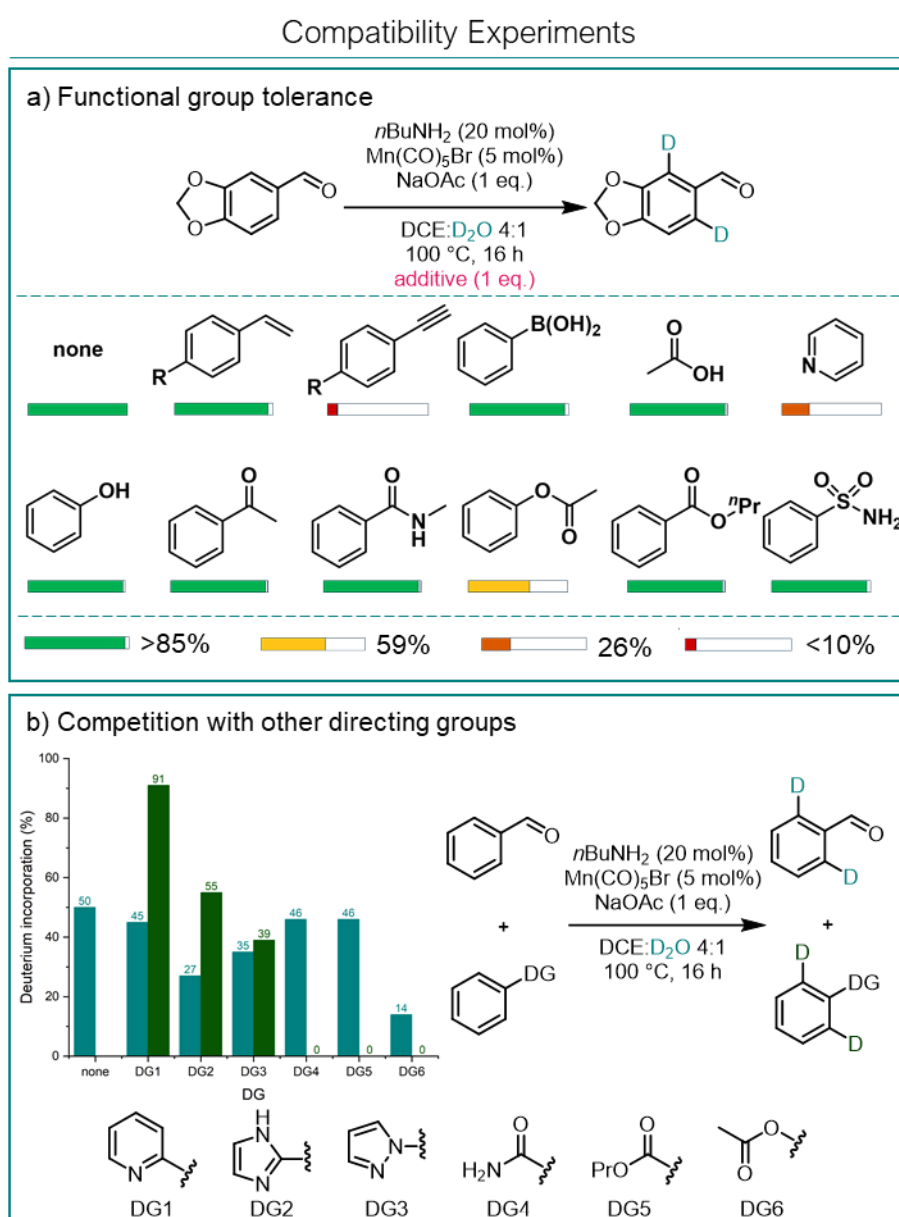 Compatibility Experiments
a) Functional group tolerance
nBuNH2 (20 mol%)
Mn(CO)5Br (5 mol%)
NaOAc (1 eq.)
DCE:D2O 4:1
100 °C, 16 h
additive (1 eq.)
O
O
O
D
O
O
O
D
none
R
R
B(OH)2
O
OH
N
OH
O
O
N
H
O
O
O
O nPr
O O
S
NH2
>85%
59%
26%
<10%
b) Competition with other directing groups
Deuterium incorporation (%)
100
80
60
40
20
0
50
45
91
27
55
35
39
46
0
46
0
14
0
none DG1 DG2 DG3 DG4 DG5 DG6
DG
O
+
DG
nBuNH2 (20 mol%)
Mn(CO)5Br (5 mol%)
NaOAc (1 eq.)
DCE:D2O 4:1
100 °C, 16 h
D
O
D
+
D
DG
D
N
H
N
N
N
N
O
H2N
O
PrO
O
O
DG1 DG2 DG3 DG4 DG5 DG6